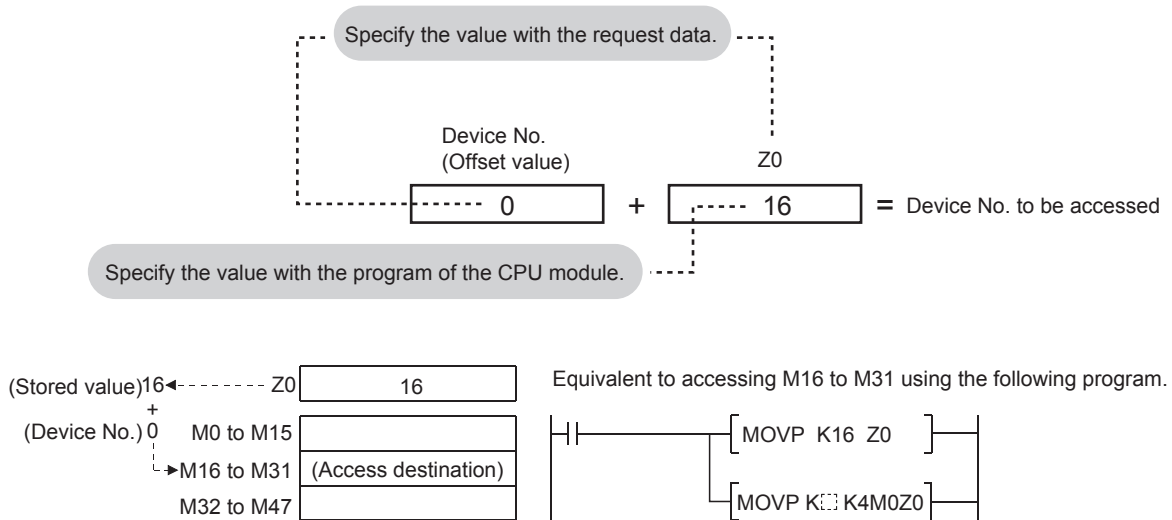 Specify the value with the request data.
Device No.
(Offset value)
Z0
0 + 16 = Device No. to be accessed
Specify the value with the program of the CPU module.
(Stored value) 16 Z0 16
Equivalent to accessing M16 to M31 using the following program.
+
(Device No.) 0 M0 to M15
MOVP K16 Z0
M16 to M31 (Access destination)
M32 to M47
MOVP K K4M0Z0